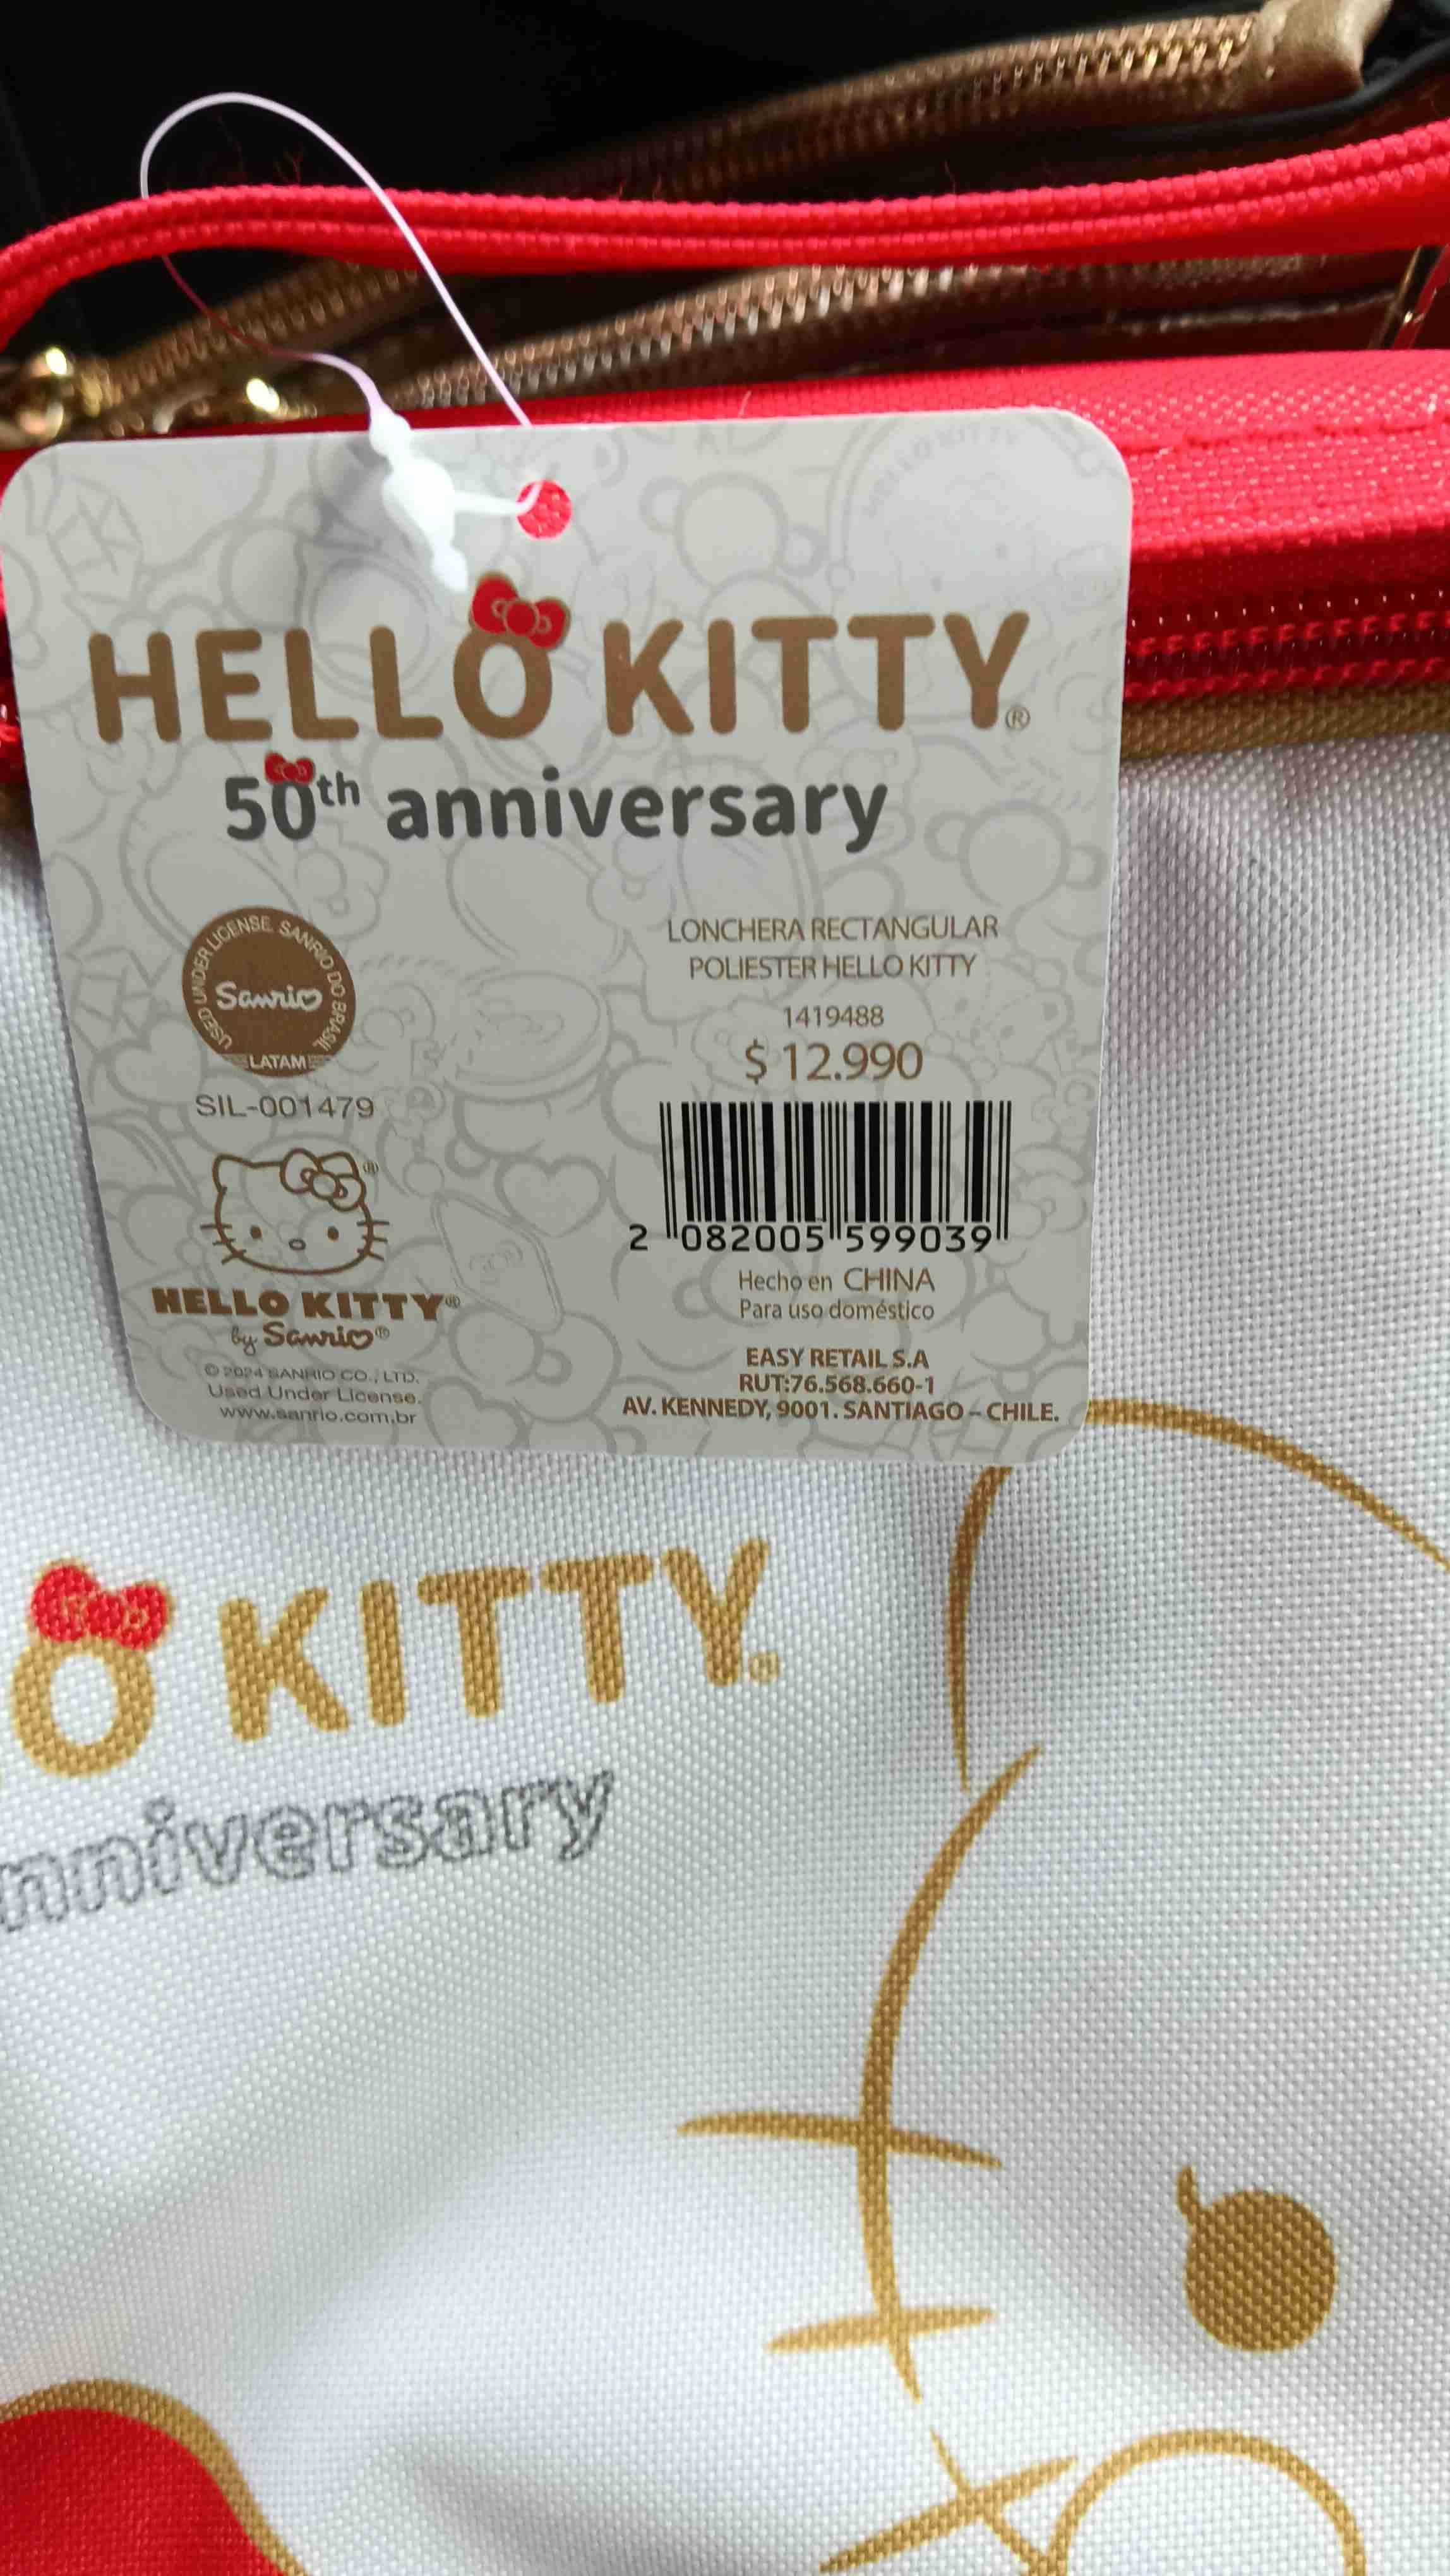 HELLO KITTY®
50th anniversary
USED UNDER LICENSE. SANRIO DO BRASIL
Sanrio
LATAM
SIL-001479
®
HELLO KITTY®
by Sanrio®
© 2024 SANRIO CO., LTD.
Used Under License.
www.sanrio.com.br
LONCHERA RECTANGULAR
POLIESTER HELLO KITTY
1419488
$ 12.990
2 082005 599039
Hecho en CHINA
Para uso doméstico
EASY RETAIL S.A
RUT:76.568.660-1
AV. KENNEDY, 9001. SANTIAGO – CHILE.
O KITTY®
nniversary